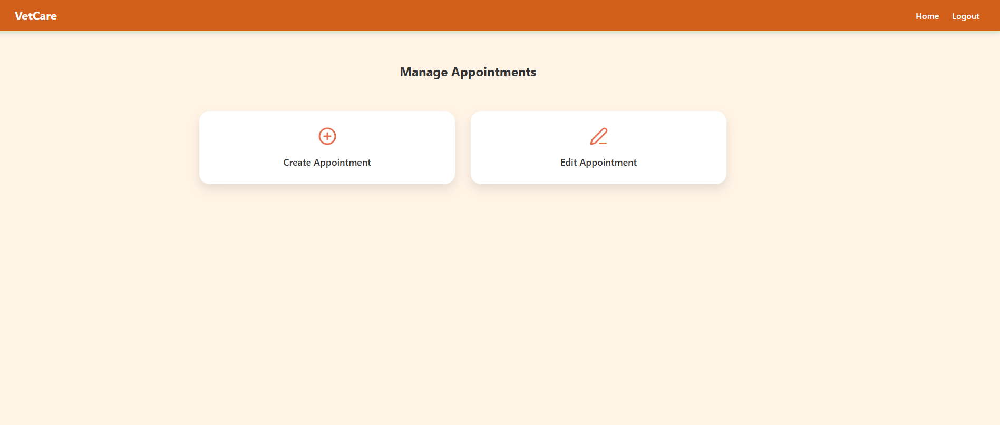 VetCare
Home Logout
Manage Appointments
Create Appointment
Edit Appointment